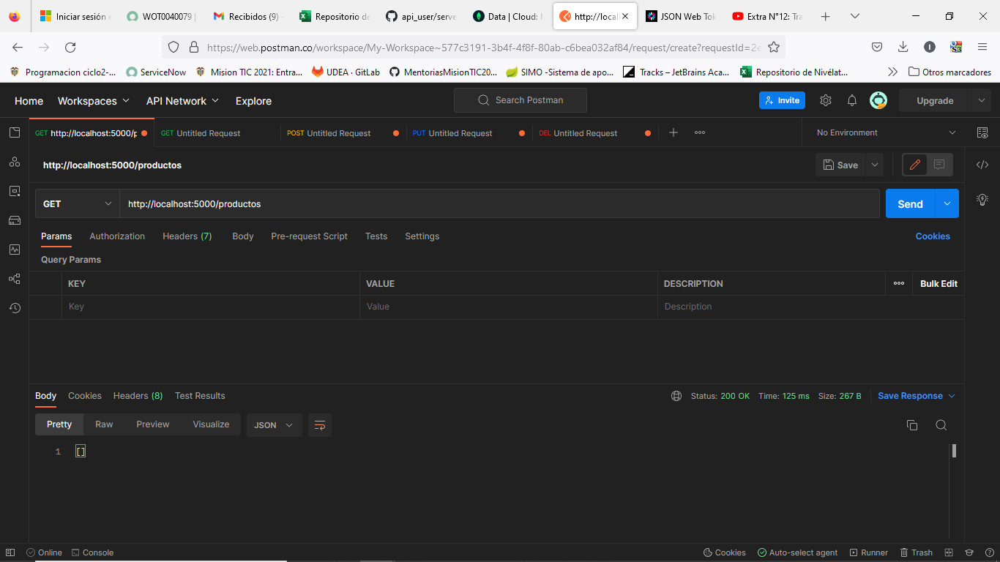 Iniciar sesión e
WOT0040079 |
Recibidos (9) -
Repositorio de
api_user/serve
Data | Cloud: M
http://locall
JSON Web Tok
Extra N°12: Tra
https://web.postman.co/workspace/My-Workspace~577c3191-3b4f-4f8f-80ab-c6bea032af84/request/create?requestId=2e
Programacion ciclo2-...
ServiceNow
Mision TIC 2021: Entra...
UDEA · GitLab
MentoriasMisionTIC20...
SIMO -Sistema de apo...
Tracks – JetBrains Aca...
Repositorio de Nivélat...
Otros marcadores
Home
Workspaces
API Network
Explore
Search Postman
Invite
Upgrade
GET http://localhost:5000/p
GET Untitled Request
POST Untitled Request
PUT Untitled Request
DEL Untitled Request
No Environment
http://localhost:5000/productos
Save
GET
http://localhost:5000/productos
Send
Params
Authorization
Headers (7)
Body
Pre-request Script
Tests
Settings
Cookies
Query Params
KEY
VALUE
DESCRIPTION
Bulk Edit
Key
Value
Description
Body
Cookies
Headers (8)
Test Results
Status: 200 OK
Time: 125 ms
Size: 267 B
Save Response
Pretty
Raw
Preview
Visualize
JSON
1 []
Online
Console
Cookies
Auto-select agent
Runner
Trash